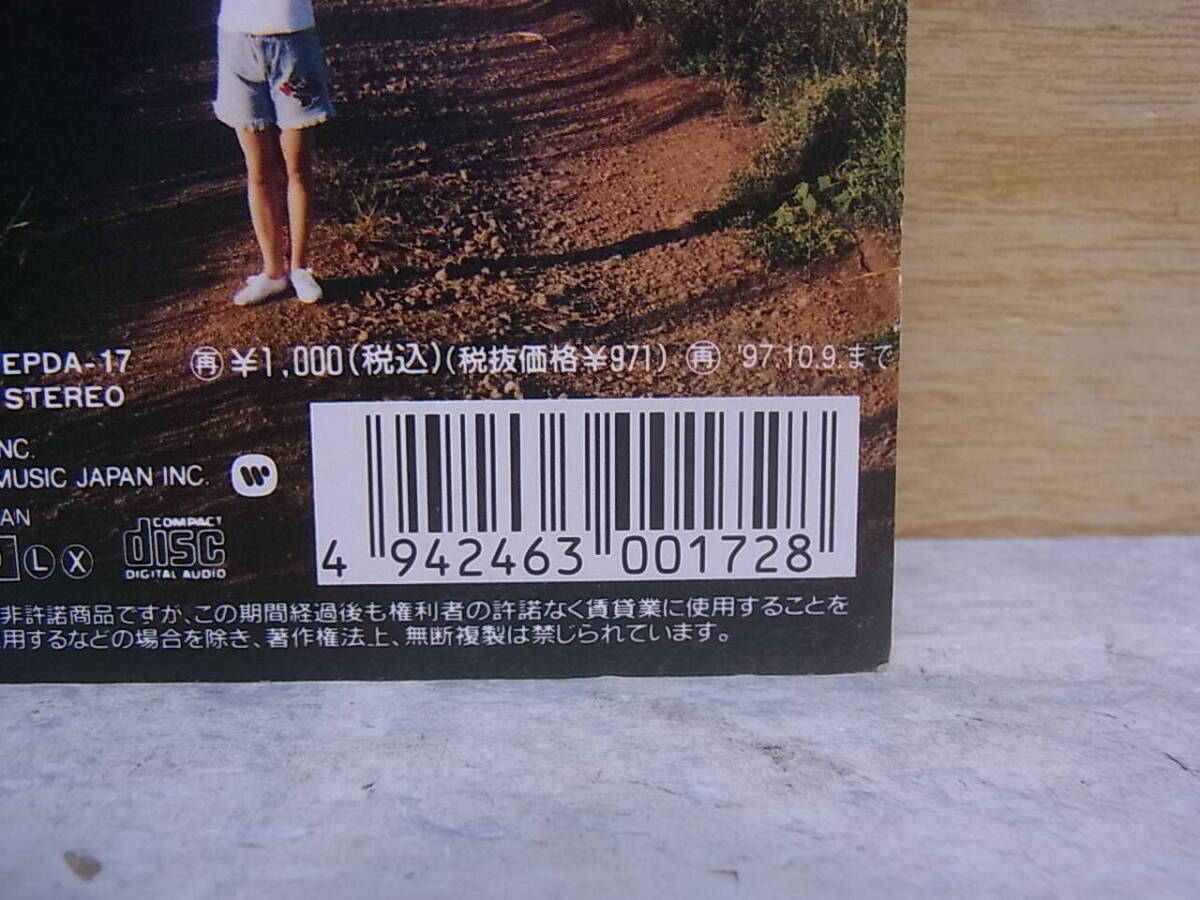 EPDA-17 再 ¥1,000(税込)(税抜価格¥971) 再 '97.10.9.まで
STEREO
NC.
MUSIC JAPAN INC.
AN
L X COMPACT disc DIGITAL AUDIO
4 942463 001728
非許諾商品ですが、この期間経過後も権利者の許諾なく賃貸業に使用することを
用するなどの場合を除き、著作権法上、無断複製は禁じられています。